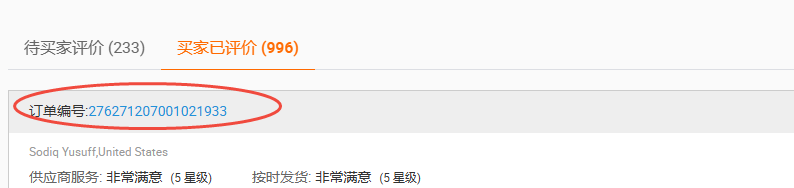 待买家评价 (233) 买家已评价 (996)
订单编号:276271207001021933
Sodiq Yusuff,United States
供应商服务: 非常满意 (5 星级) 按时发货: 非常满意 (5 星级)